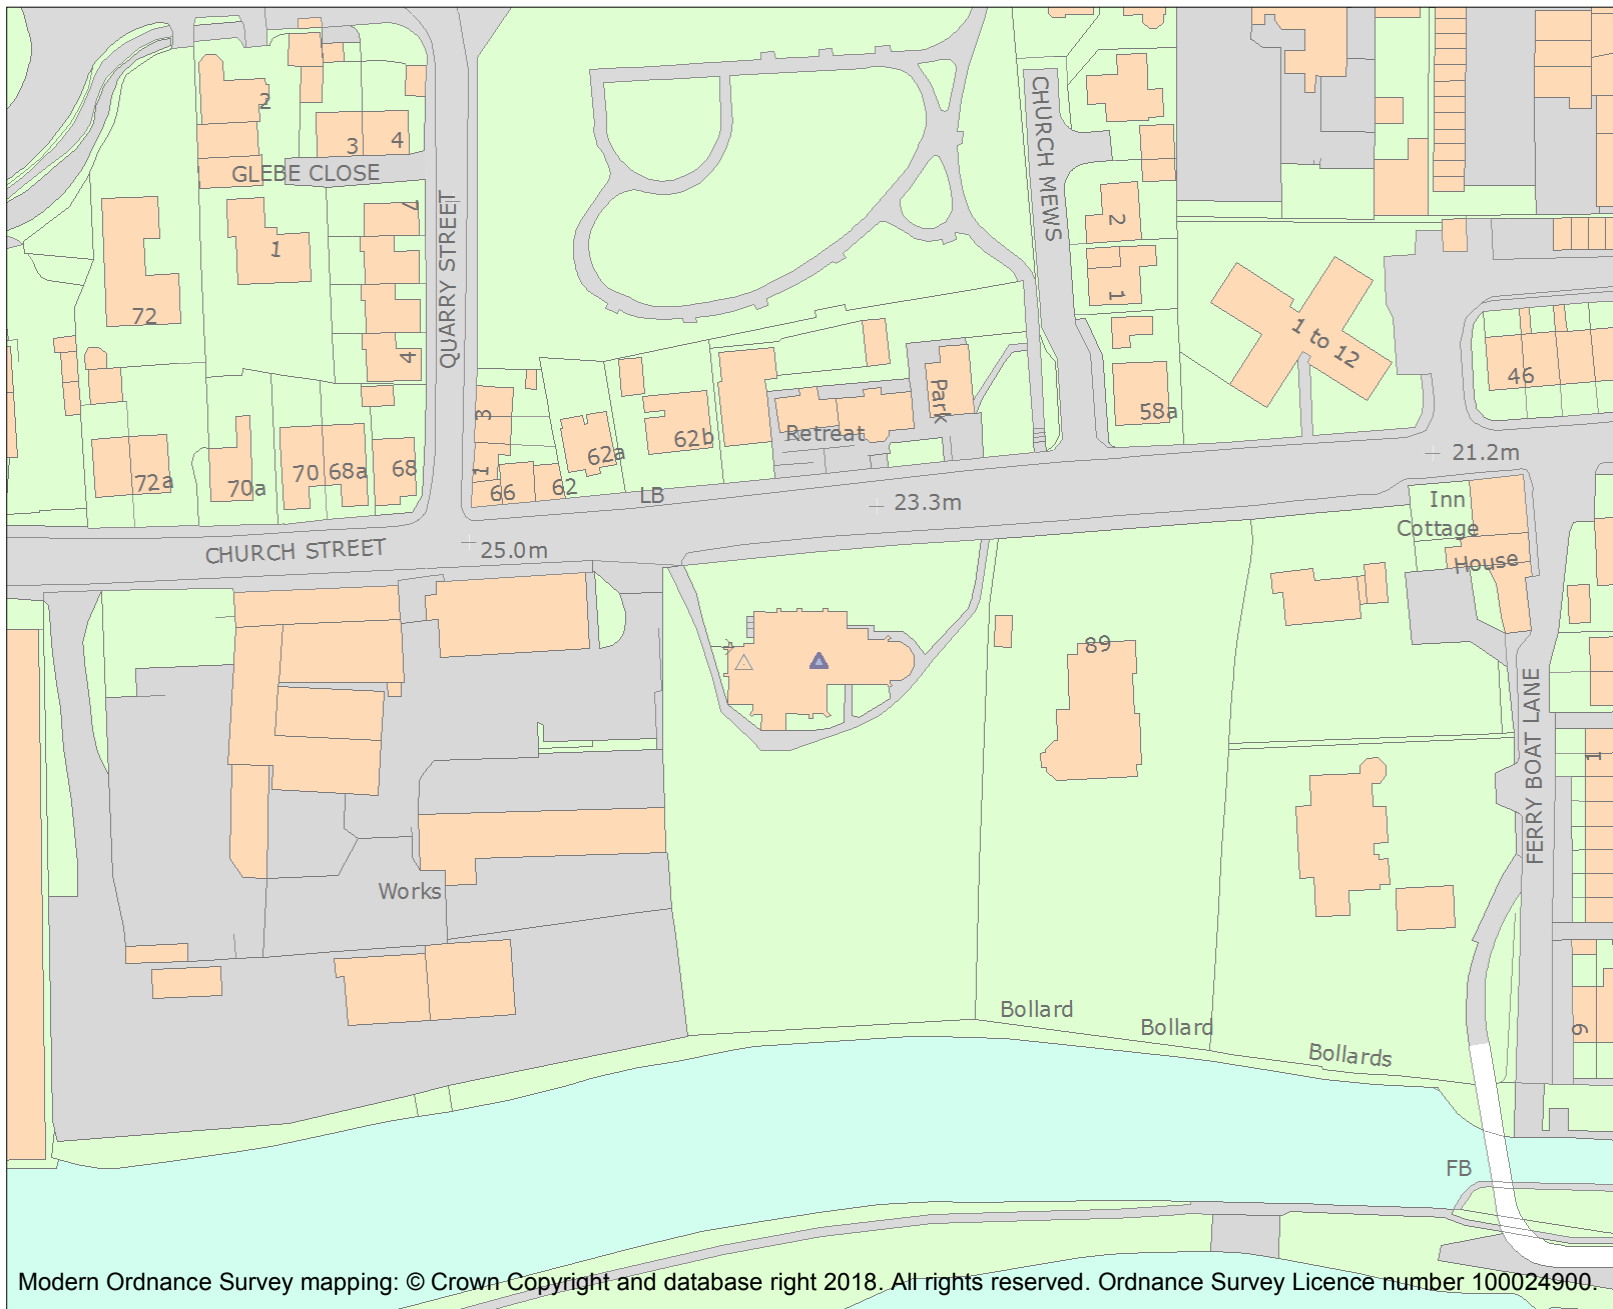 2
3
4
GLEBE CLOSE
7
1
72
4
QUARRY STREET
CHURCH MEWS
2
1
1 to 12
58a
46
Park
Retreat
3
1
62a
62b
66
62
LB
72a
70a
70
68a
68
21.2m
23.3m
25.0m
CHURCH STREET
Inn
Cottage
House
89
FERRY BOAT LANE
1
Works
Bollard
Bollard
Bollards
9
FB
Modern Ordnance Survey mapping: © Crown Copyright and database right 2018. All rights reserved. Ordnance Survey Licence number 100024900.